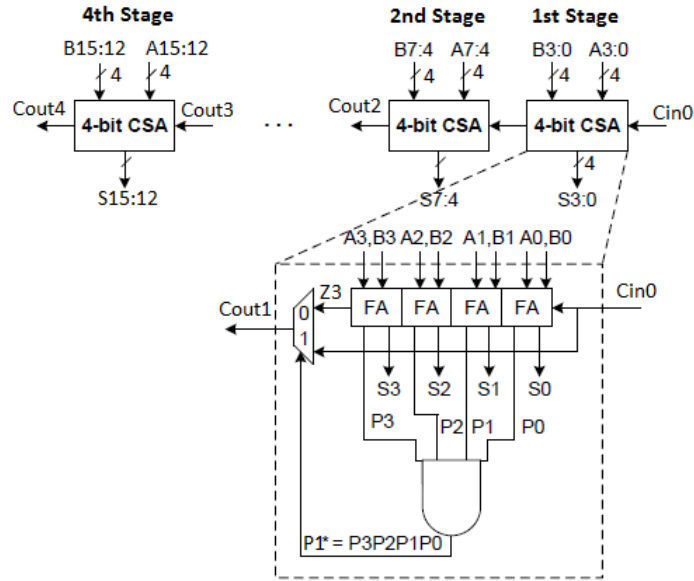 4th Stage 2nd Stage 1st Stage
B15:12 A15:12 B7:4 A7:4 B3:0 A3:0
4 4 4 4 4 4
Cout4 4-bit CSA Cout3 . . . Cout2 4-bit CSA 4-bit CSA Cin0
4
S15:12 S7:4 S3:0
A3,B3 A2,B2 A1,B1 A0,B0
Cout1 0 1 Z3 FA FA FA FA Cin0
S3 S2 S1 S0
P3 P2 P1 P0
P1* = P3P2P1P0